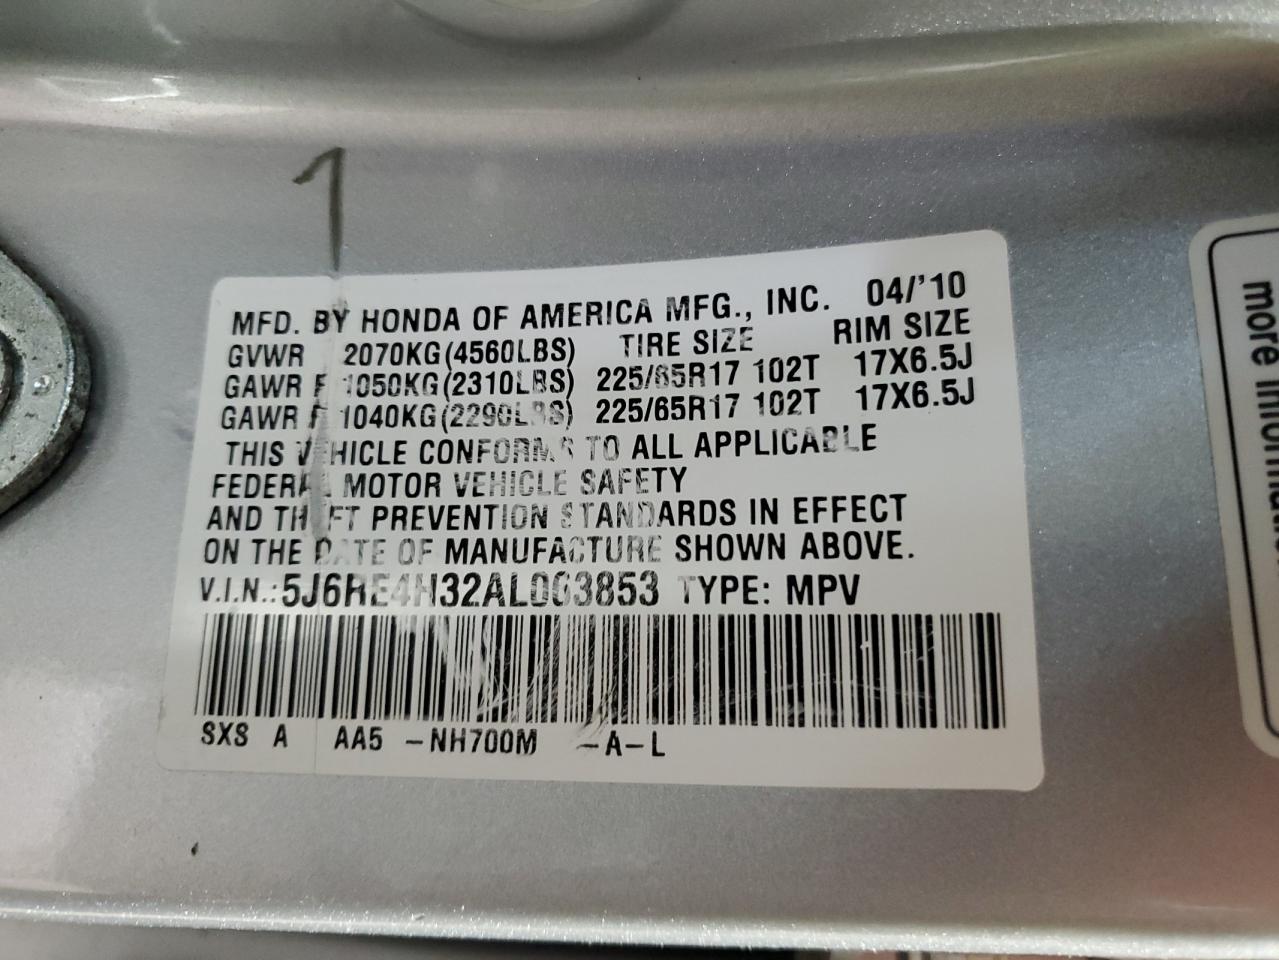 1
MFD. BY HONDA OF AMERICA MFG., INC. 04/'10
GVWR 2070KG(4560LBS) TIRE SIZE RIM SIZE
GAWR F 1050KG(2310LBS) 225/65R17 102T 17X6.5J
GAWR 1040KG(2290LBS) 225/65R17 102T 17X6.5J
THIS VEHICLE CONFORMS TO ALL APPLICABLE
FEDERAL MOTOR VEHICLE SAFETY
AND THEFT PREVENTION STANDARDS IN EFFECT
ON THE DATE OF MANUFACTURE SHOWN ABOVE.
V.I.N.: TYPE: MPV
SXS A AA5 -NH700M -A-L
more